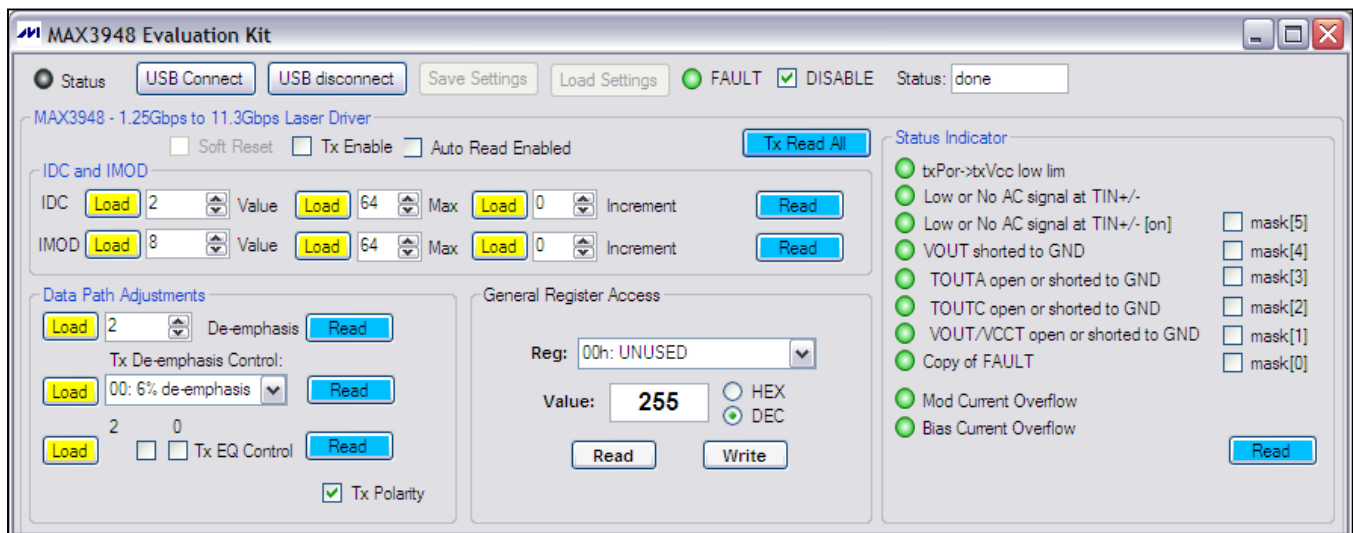 MAX3948 Evaluation Kit
Status USB Connect USB disconnect Save Settings Load Settings FAULT DISABLE Status: done
MAX3948 - 1.25Gbps to 11.3Gbps Laser Driver
Soft Reset Tx Enable Auto Read Enabled Tx Read All
IDC and IMOD
IDC Load 2 Value Load 64 Max Load 0 Increment Read
IMOD Load 8 Value Load 64 Max Load 0 Increment Read
Data Path Adjustments
Load 2 De-emphasis Read
Tx De-emphasis Control:
Load 00: 6% de-emphasis Read
2 0
Load Tx EQ Control Read
Tx Polarity
General Register Access
Reg: 00h: UNUSED
Value: 255 HEX
DEC
Read Write
Status Indicator
txPor->txVcc low lim
Low or No AC signal at TIN+/-
Low or No AC signal at TIN+/- [on] mask[5]
VOUT shorted to GND mask[4]
TOUTA open or shorted to GND mask[3]
TOUTC open or shorted to GND mask[2]
VOUT/VCCT open or shorted to GND mask[1]
Copy of FAULT mask[0]
Mod Current Overflow
Bias Current Overflow
Read